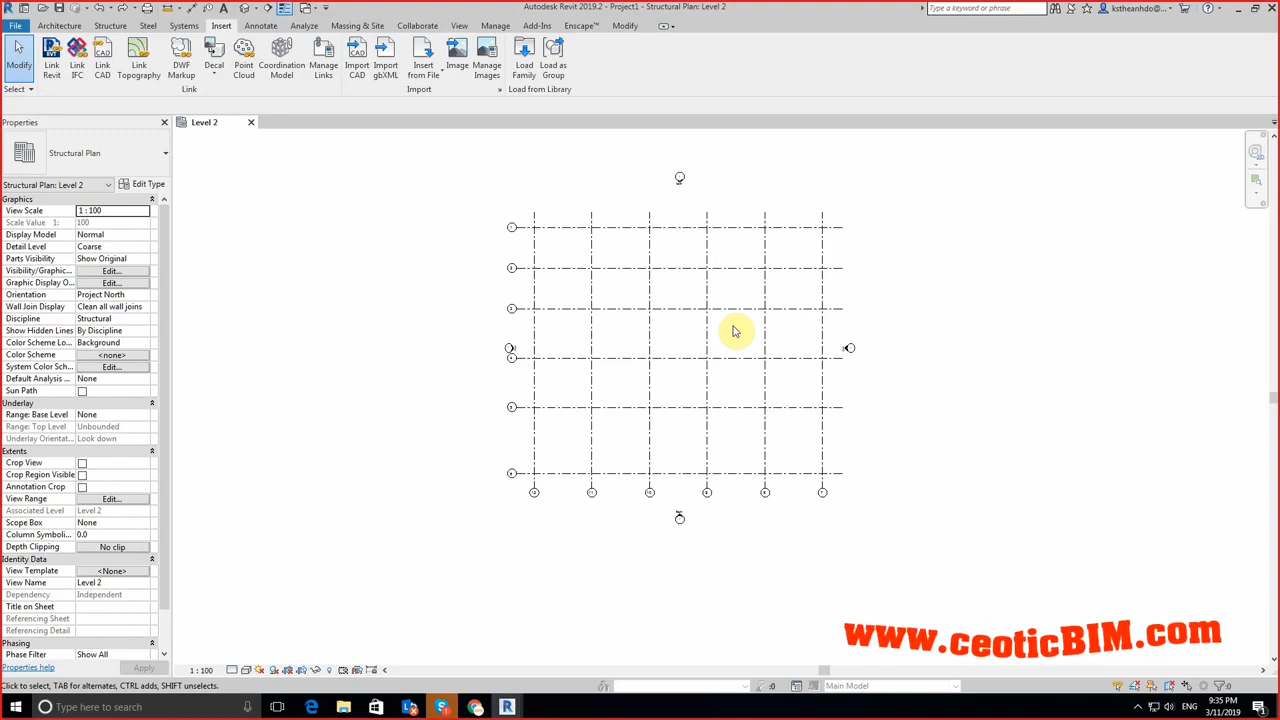 Autodesk Revit 2019.2 - Project1 - Structural Plan: Level 2
Type a keyword or phrase
kstheanhdo@...
File Architecture Structure Steel Systems Insert Annotate Analyze Massing & Site Collaborate View Manage Add-Ins Enscape™ Modify
Modify
Link Revit
Link IFC
Link CAD
Link Topography
DWF Markup
Decal
Point Cloud
Coordination Model
Manage Links
Import CAD
Import gbXML
Insert from File
Image
Manage Images
Load Family
Load as Group
Select Link Import Load from Library
Properties
Level 2
Structural Plan
Structural Plan: Level 2 Edit Type
Graphics
View Scale 1 : 100
Scale Value 1: 100
Display Model Normal
Detail Level Coarse
Parts Visibility Show Original
Visibility/Graphic... Edit...
Graphic Display O... Edit...
Orientation Project North
Wall Join Display Clean all wall joins
Discipline Structural
Show Hidden Lines By Discipline
Color Scheme Lo... Background
Color Scheme <none>
System Color Sch... Edit...
Default Analysis ... None
Sun Path
Underlay
Range: Base Level None
Range: Top Level Unbounded
Underlay Orientat... Look down
Extents
Crop View
Crop Region Visible
Annotation Crop
View Range Edit...
Associated Level Level 2
Scope Box None
Column Symboli... 0.0
Depth Clipping No clip
Identity Data
View Template <None>
View Name Level 2
Dependency Independent
Title on Sheet
Referencing Sheet
Referencing Detail
Phasing
Phase Filter Show All
Properties help Apply
www.ceoticBIM.com
1 : 100
Click to select, TAB for alternates, CTRL adds, SHIFT unselects.
:0
Main Model
:0
Type here to search
ENG
9:35 PM
3/11/2019